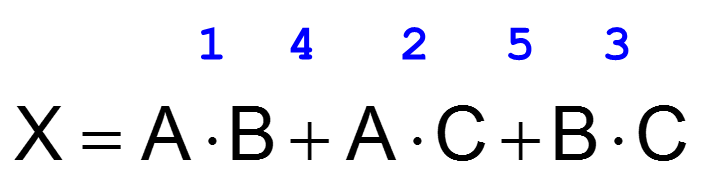 1 4 2 5 3
X = A·B + A·C + B·C